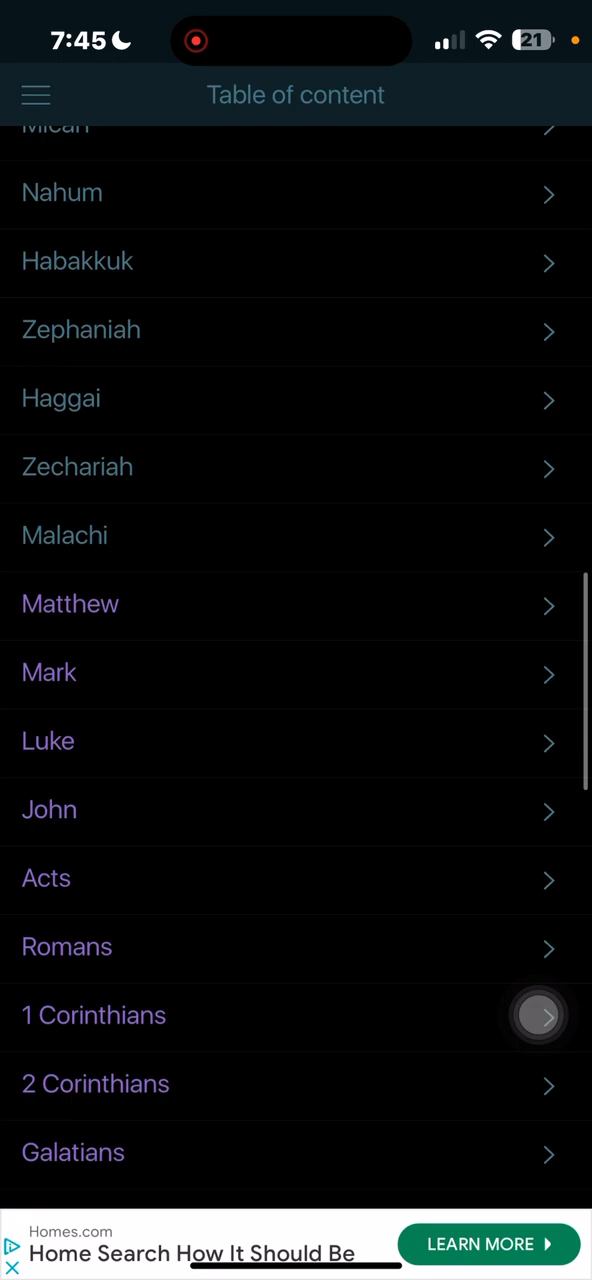 7:45
21
Table of content
Micah
Nahum
Habakkuk
Zephaniah
Haggai
Zechariah
Malachi
Matthew
Mark
Luke
John
Acts
Romans
1 Corinthians
2 Corinthians
Galatians
Homes.com
Home Search How It Should Be
LEARN MORE